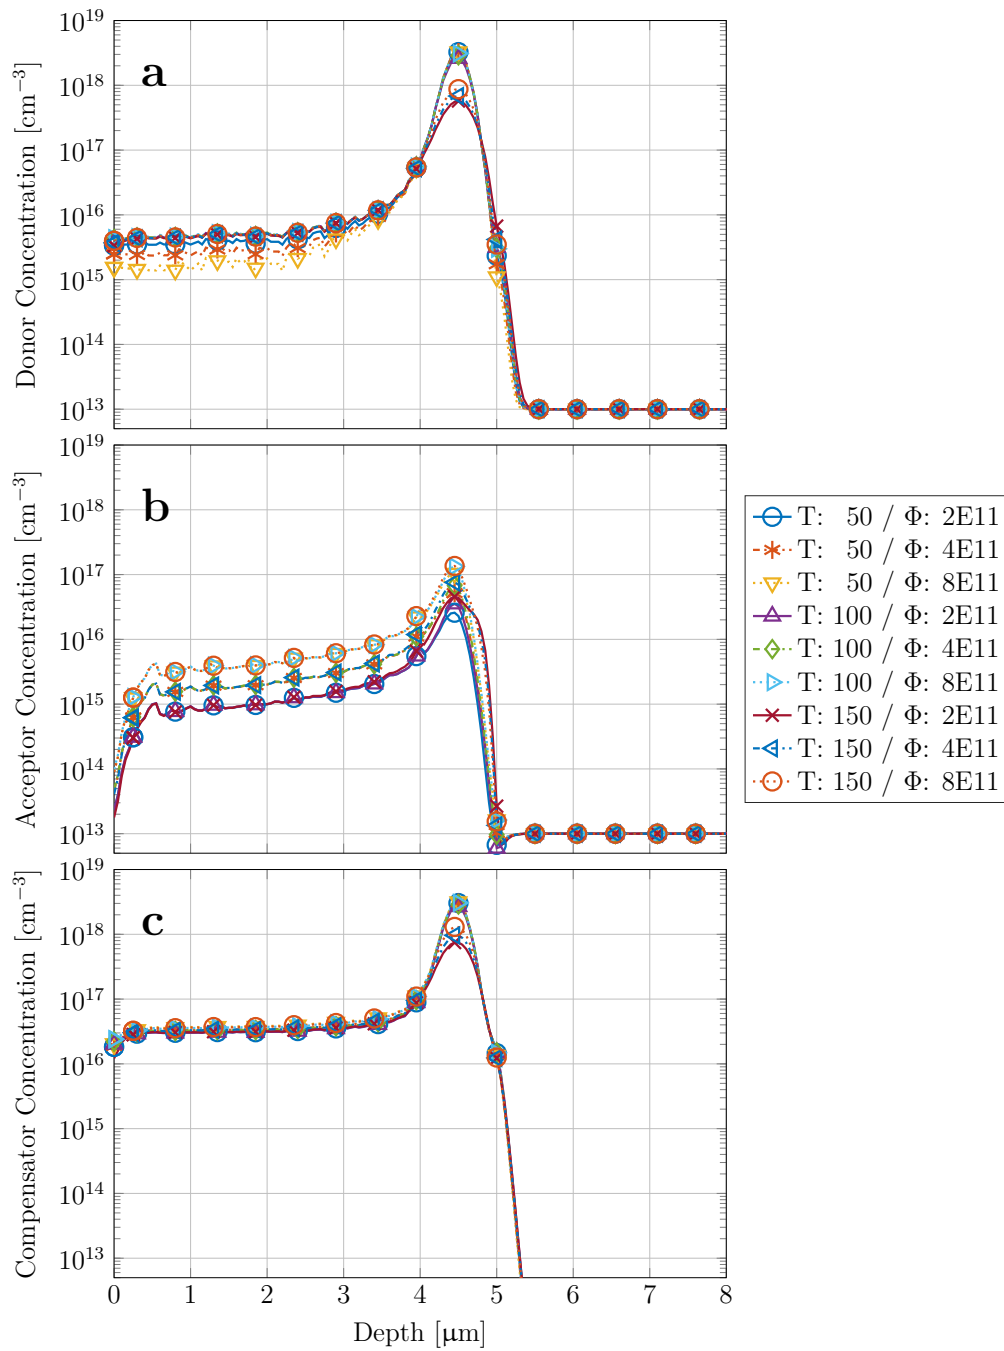 10^19
10^18
10^17
10^16
10^15
10^14
10^13
Donor Concentration [cm^−3]
a
10^19
10^18
10^17
10^16
10^15
10^14
10^13
Acceptor Concentration [cm^−3]
b
10^19
10^18
10^17
10^16
10^15
10^14
10^13
Compensator Concentration [cm^−3]
c
0 1 2 3 4 5 6 7 8
Depth [μm]
T: 50 / Φ: 2E11
T: 50 / Φ: 4E11
T: 50 / Φ: 8E11
T: 100 / Φ: 2E11
T: 100 / Φ: 4E11
T: 100 / Φ: 8E11
T: 150 / Φ: 2E11
T: 150 / Φ: 4E11
T: 150 / Φ: 8E11